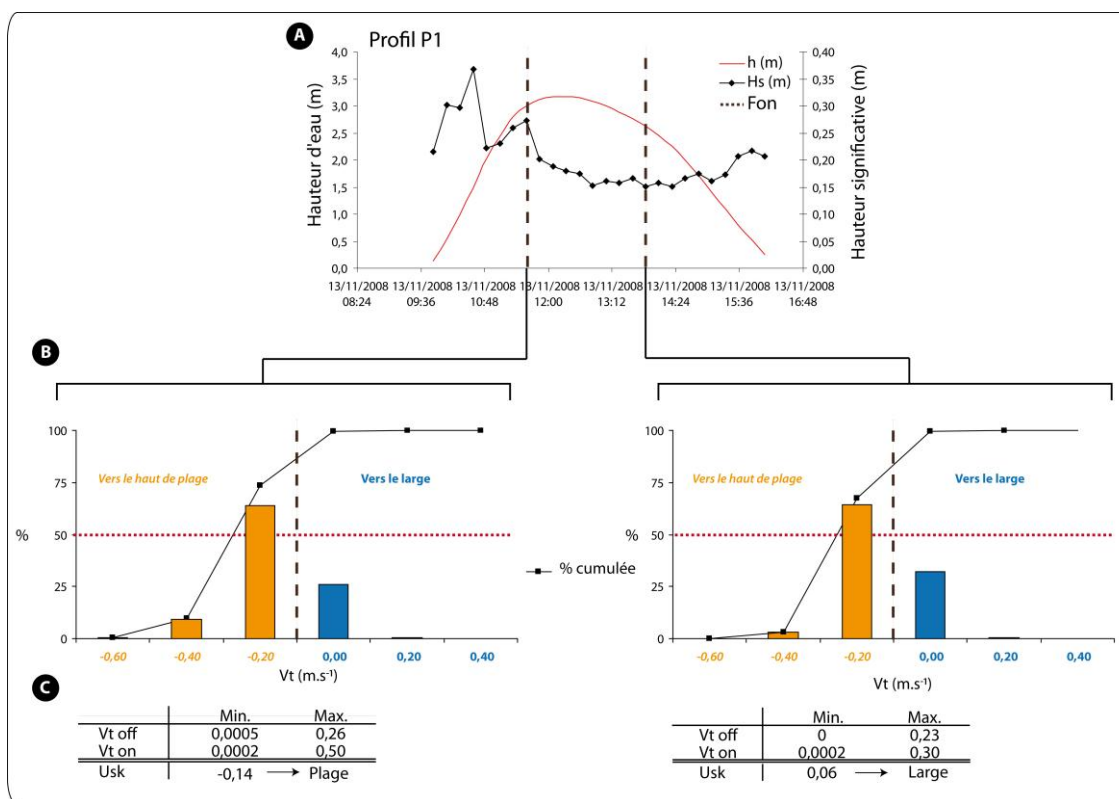 A Profil P1
4,0
3,5
3,0
2,5
2,0
1,5
1,0
0,5
0,0
Hauteur d'eau (m)
h (m)
Hs (m)
Fon
0,40
0,35
0,30
0,25
0,20
0,15
0,10
0,05
0,00
Hauteur significative (m)
13/11/2008 13/11/2008 13/11/2008 13/11/2008 13/11/2008 13/11/2008 13/11/2008 13/11/2008
08:24 09:36 10:48 12:00 13:12 14:24 15:36 16:48
B
100
75
50
25
0
%
Vers le haut de plage
Vers le large
-0,60 -0,40 -0,20 0,00 0,20 0,40
Vt (m.s⁻¹)
% cumulée
100
75
50
25
0
%
Vers le haut de plage
Vers le large
-0,60 -0,40 -0,20 0,00 0,20 0,40
Vt (m.s⁻¹)
C
Min. Max.
Vt off 0,0005 0,26
Vt on 0,0002 0,50
Usk -0,14 → Plage
Min. Max.
Vt off 0 0,23
Vt on 0,0002 0,30
Usk 0,06 → Large